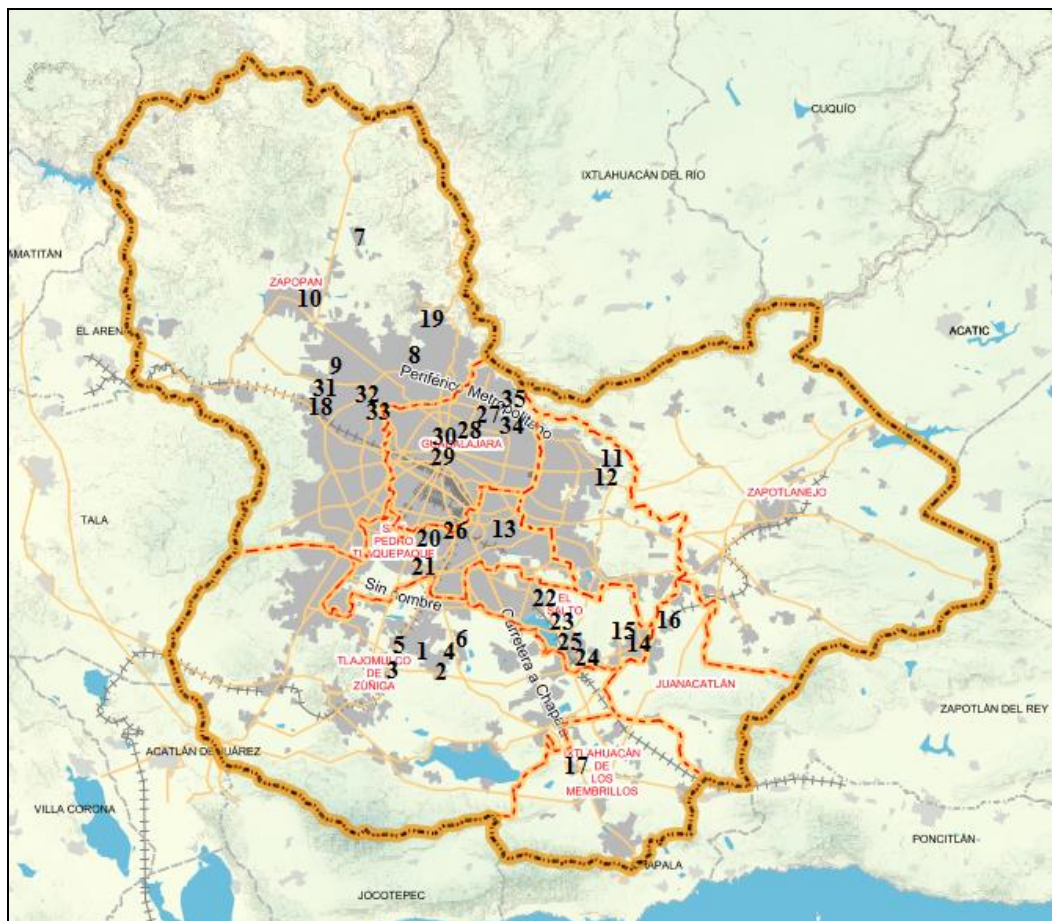 CUQUÍO
IXTLAHUACÁN DEL RÍO
7
AMATITÁN
ZAPOPAN
10
19
EL ARENA
ACATIC
8
9
Periférico Metropolitano
31
32
35
18
33
27
34
28
30
GUADALAJARA
29
11
12
ZAPOTLANEJO
TALA
26
13
20
SAN
PEDRO
TLAQUEPAQUE
21
Sin nombre
22
EL
SALTO
23
Carretera a Chapala
15
16
25
14
24
5
1
6
4
3
2
TLAJOMULCO
DE
ZÚÑIGA
JUANACATLÁN
ZAPOTLÁN DEL REY
ACATLÁN DE JUÁREZ
17
IXTLAHUACÁN
DE
LOS
MEMBRILLOS
VILLA CORONA
PONCITLÁN
CHAPALA
JOCOTEPEC